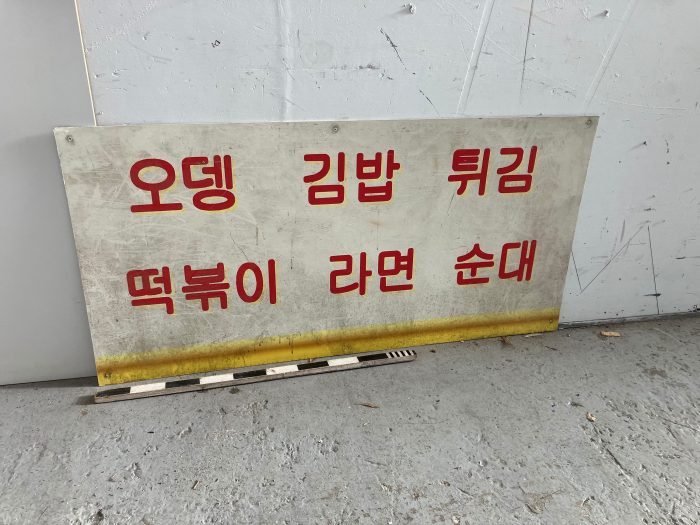 오뎅 김밥 튀김
떡볶이 라면 순대